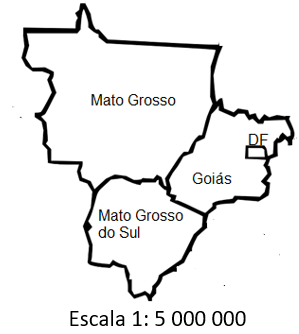 Mato Grosso
DF
Goiás
Mato Grosso
do Sul
Escala 1: 5 000 000